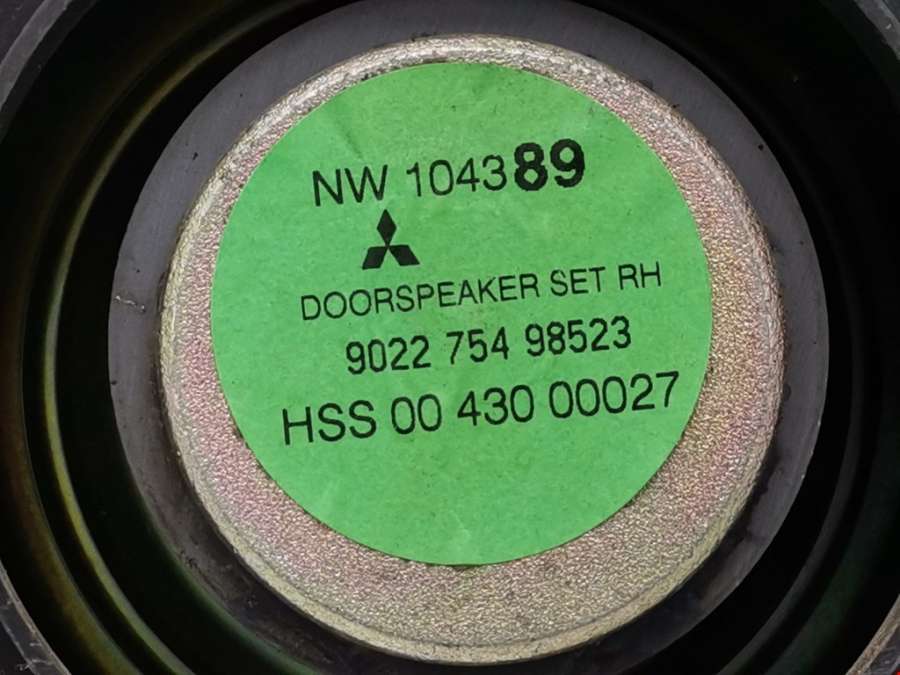 NW 104389
DOORSPEAKER SET RH
9022 754 98523
HSS 00 430 00027